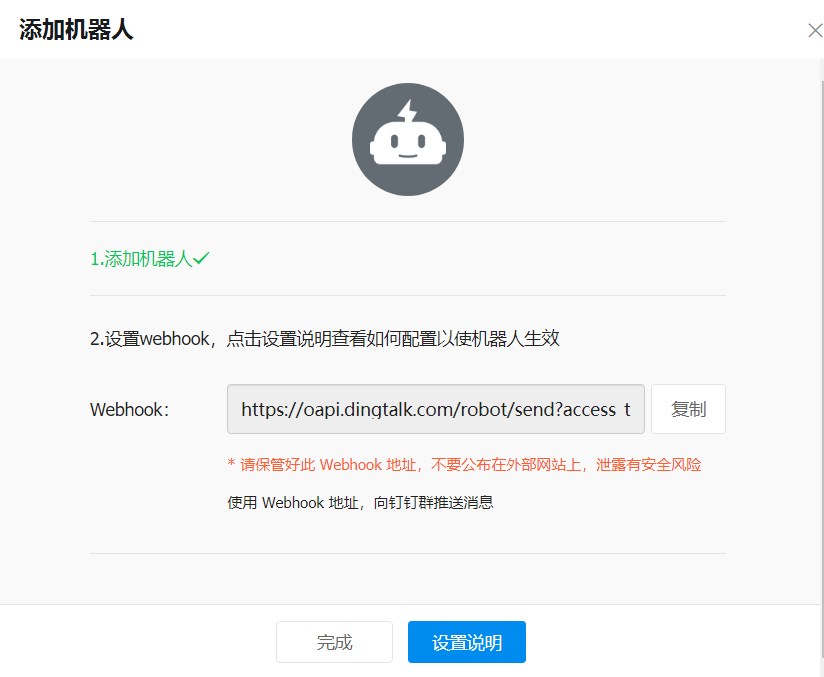 添加机器人
1.添加机器人✓
2.设置webhook，点击设置说明查看如何配置以使机器人生效
Webhook： https://oapi.dingtalk.com/robot/send?access_t 复制
* 请保管好此 Webhook 地址，不要公布在外部网站上，泄露有安全风险
使用 Webhook 地址，向钉钉群推送消息
完成 设置说明